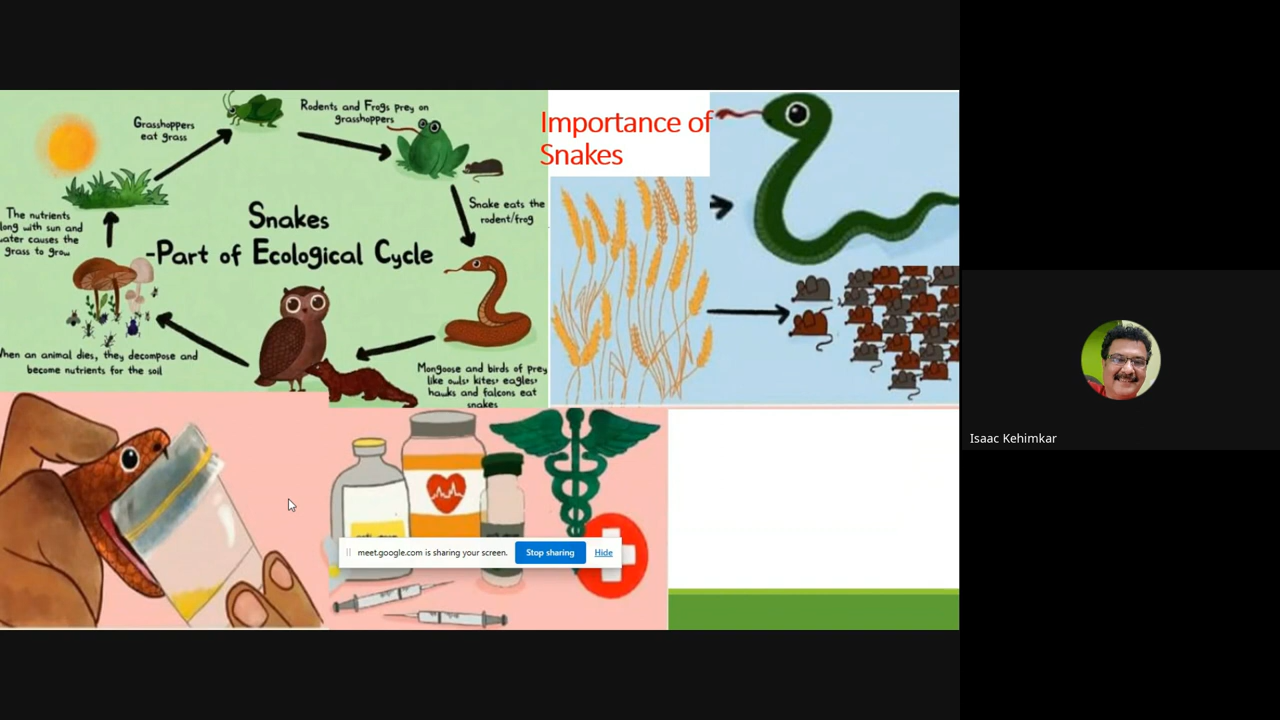 Rodents and Frogs prey on
grasshoppers
Grasshoppers
eat grass
Importance of
Snakes
Snake eats the
rodent/frog
Snakes
-Part of Ecological Cycle
The nutrients
long with sun and
water causes the
grass to grow
When an animal dies, they decompose and
become nutrients for the soil
Mongoose and birds of prey
like owls, kites, eagles,
hawks and falcons eat
snakes
meet.google.com is sharing your screen.
Stop sharing
Hide
Isaac Kehimkar